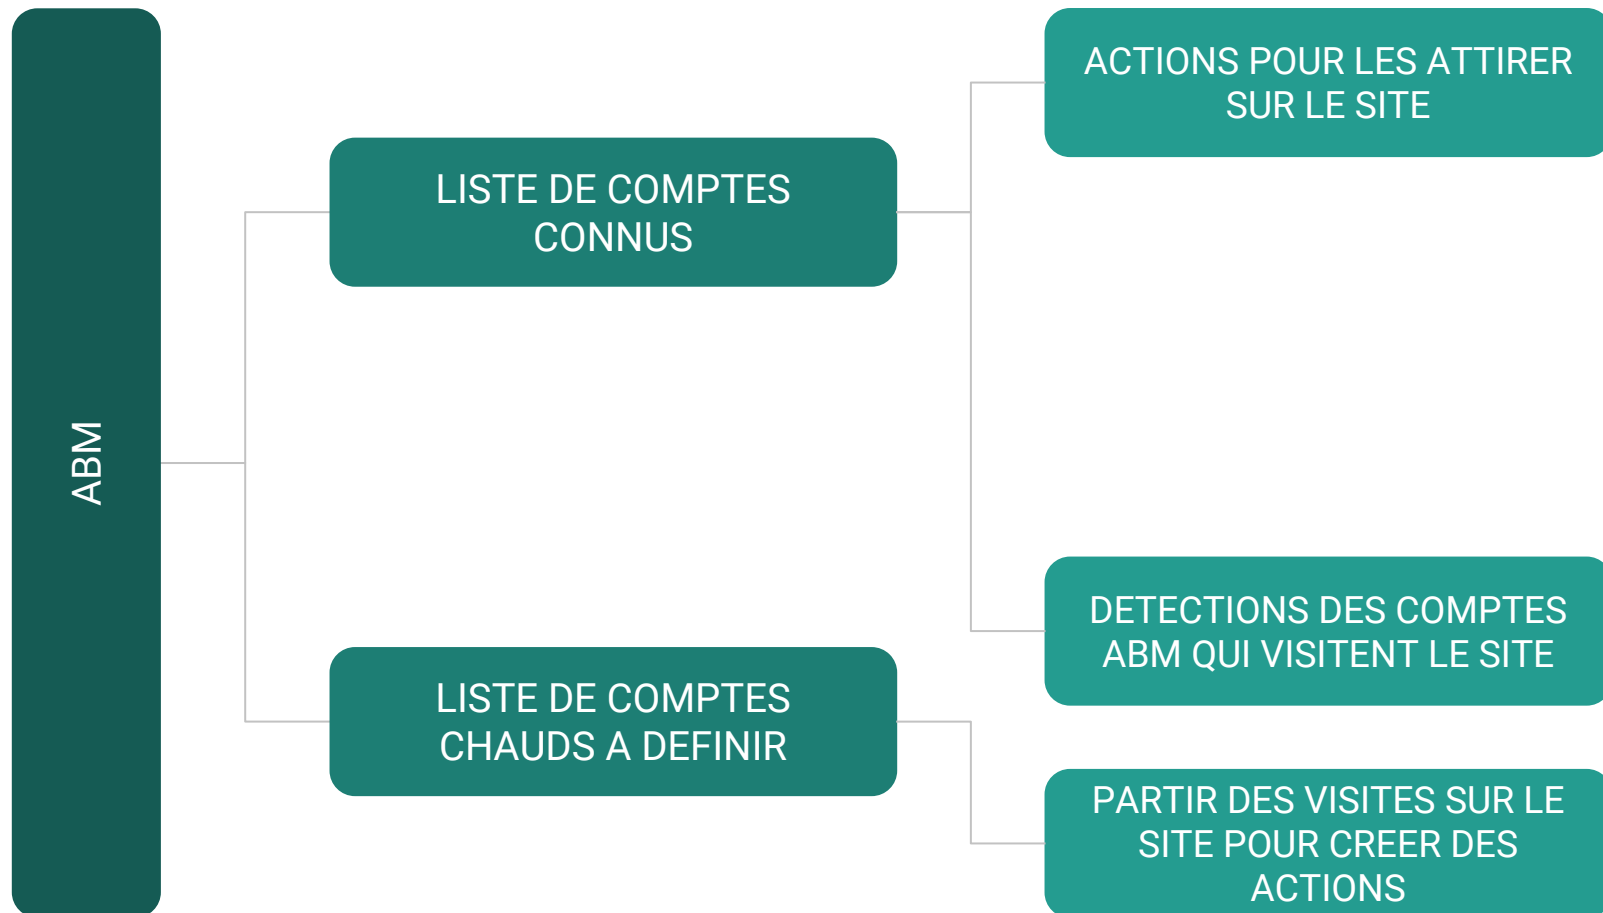 ABM
LISTE DE COMPTES
CONNUS
ACTIONS POUR LES ATTIRER
SUR LE SITE
DETECTIONS DES COMPTES
ABM QUI VISITENT LE SITE
LISTE DE COMPTES
CHAUDS A DEFINIR
PARTIR DES VISITES SUR LE
SITE POUR CREER DES
ACTIONS